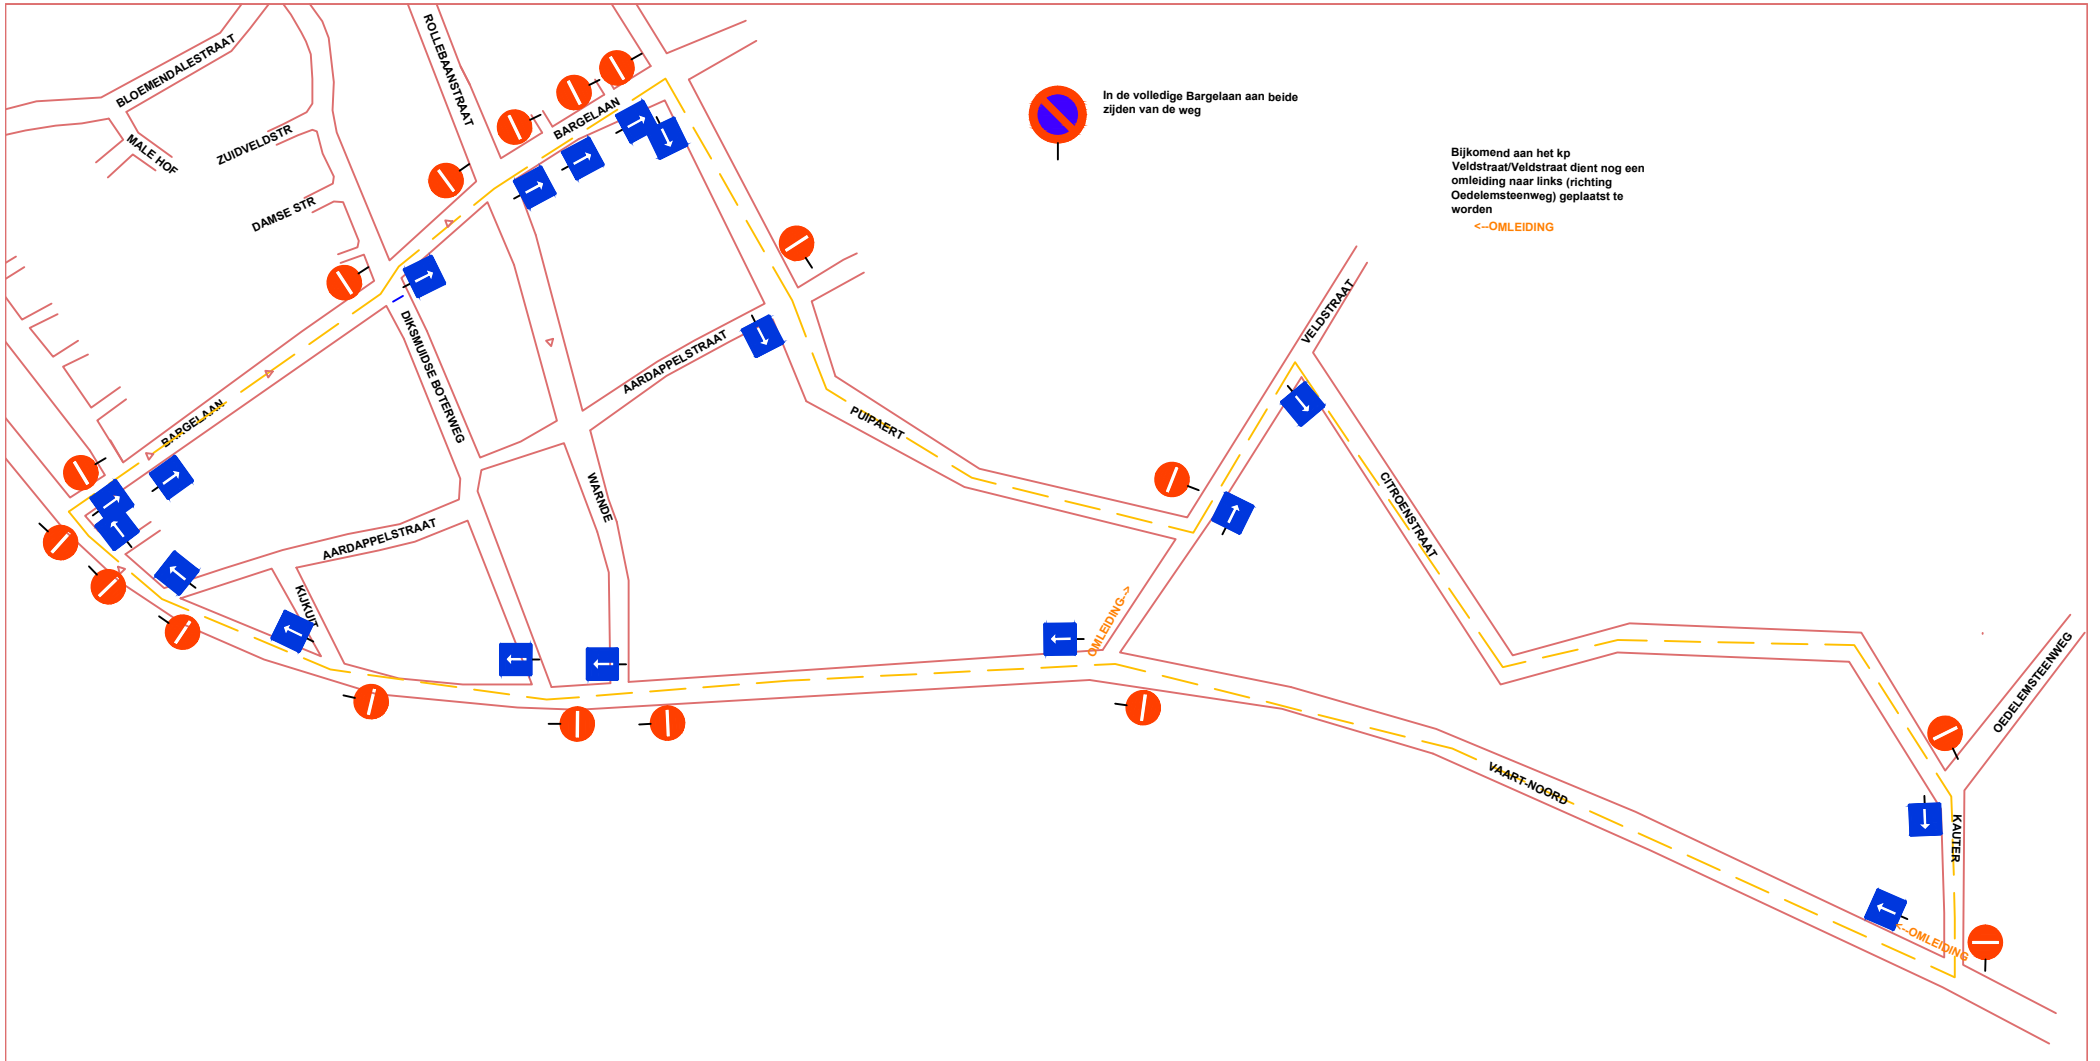 BLOEMENDALESTRAAT
MALE HOF
ZUIDVELDSTR
DAMSE STR
ROLLEBAANSTRAAT
BARGELAAN
In de volledige Bargelaan aan beide
zijden van de weg
Bijkomend aan het kp
Veldstraat/Veldstraat dient nog een
omleiding naar links (richting
Oedelemsteenweg) geplaatst te
worden
<--OMLEIDING
VELDSTRAAT
DIKSMUIDSE BOTERWEG
AARDAPPELSTRAAT
BARGELAAN
PUIPAERT
CITROENSTRAAT
WARNDE
AARDAPPELSTRAAT
KIJKUIT
OMLEIDING-->
OEDELEMSTEENWEG
VAART-NOORD
KAUTER
<--OMLEIDING